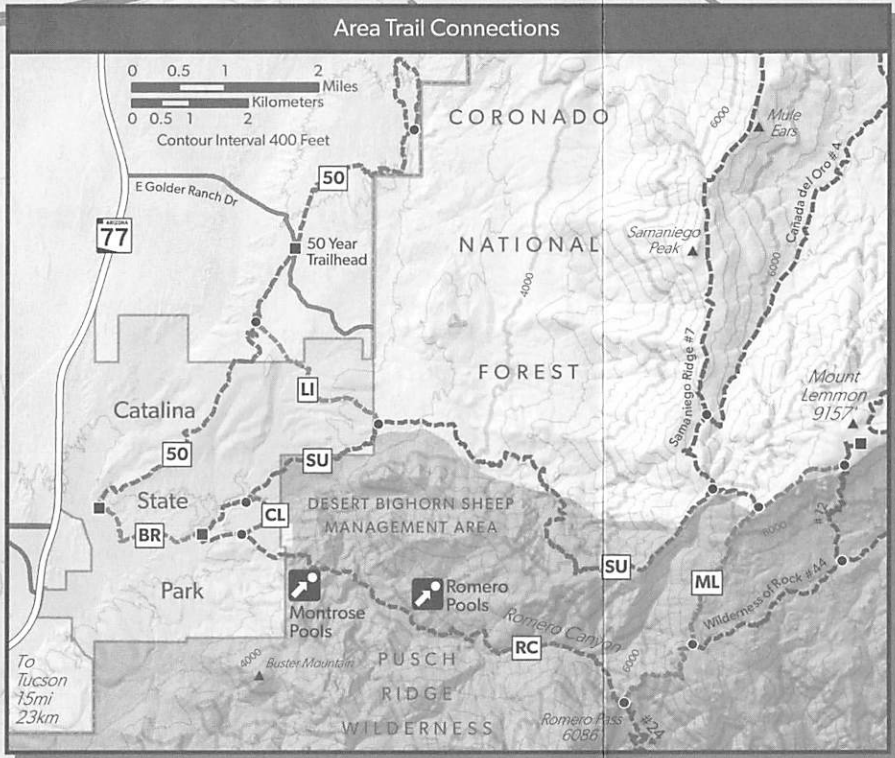 Area Trail Connections
0 0.5 1 2
Miles
Kilometers
0 0.5 1 2
Contour Interval 400 Feet
CORONADO
NATIONAL
FOREST
6000
Mule
Ears
Cañada del Oro #4
50
E Golder Ranch Dr
ARIZONA
77
50 Year
Trailhead
Samaniego
Peak
4000
6000
Samaniego Ridge #7
Mount
Lemmon
9157'
LI
Catalina
State
Park
50
SU
CL
BR
DESERT BIGHORN SHEEP
MANAGEMENT AREA
8000
#12
SU
ML
Wilderness of Rock #44
Montrose
Pools
Romero
Pools
Romero Canyon
RC
6000
4000
Buster Mountain
PUSCH
RIDGE
WILDERNESS
Romero Pass
6086'
#24
To
Tucson
15mi
23km